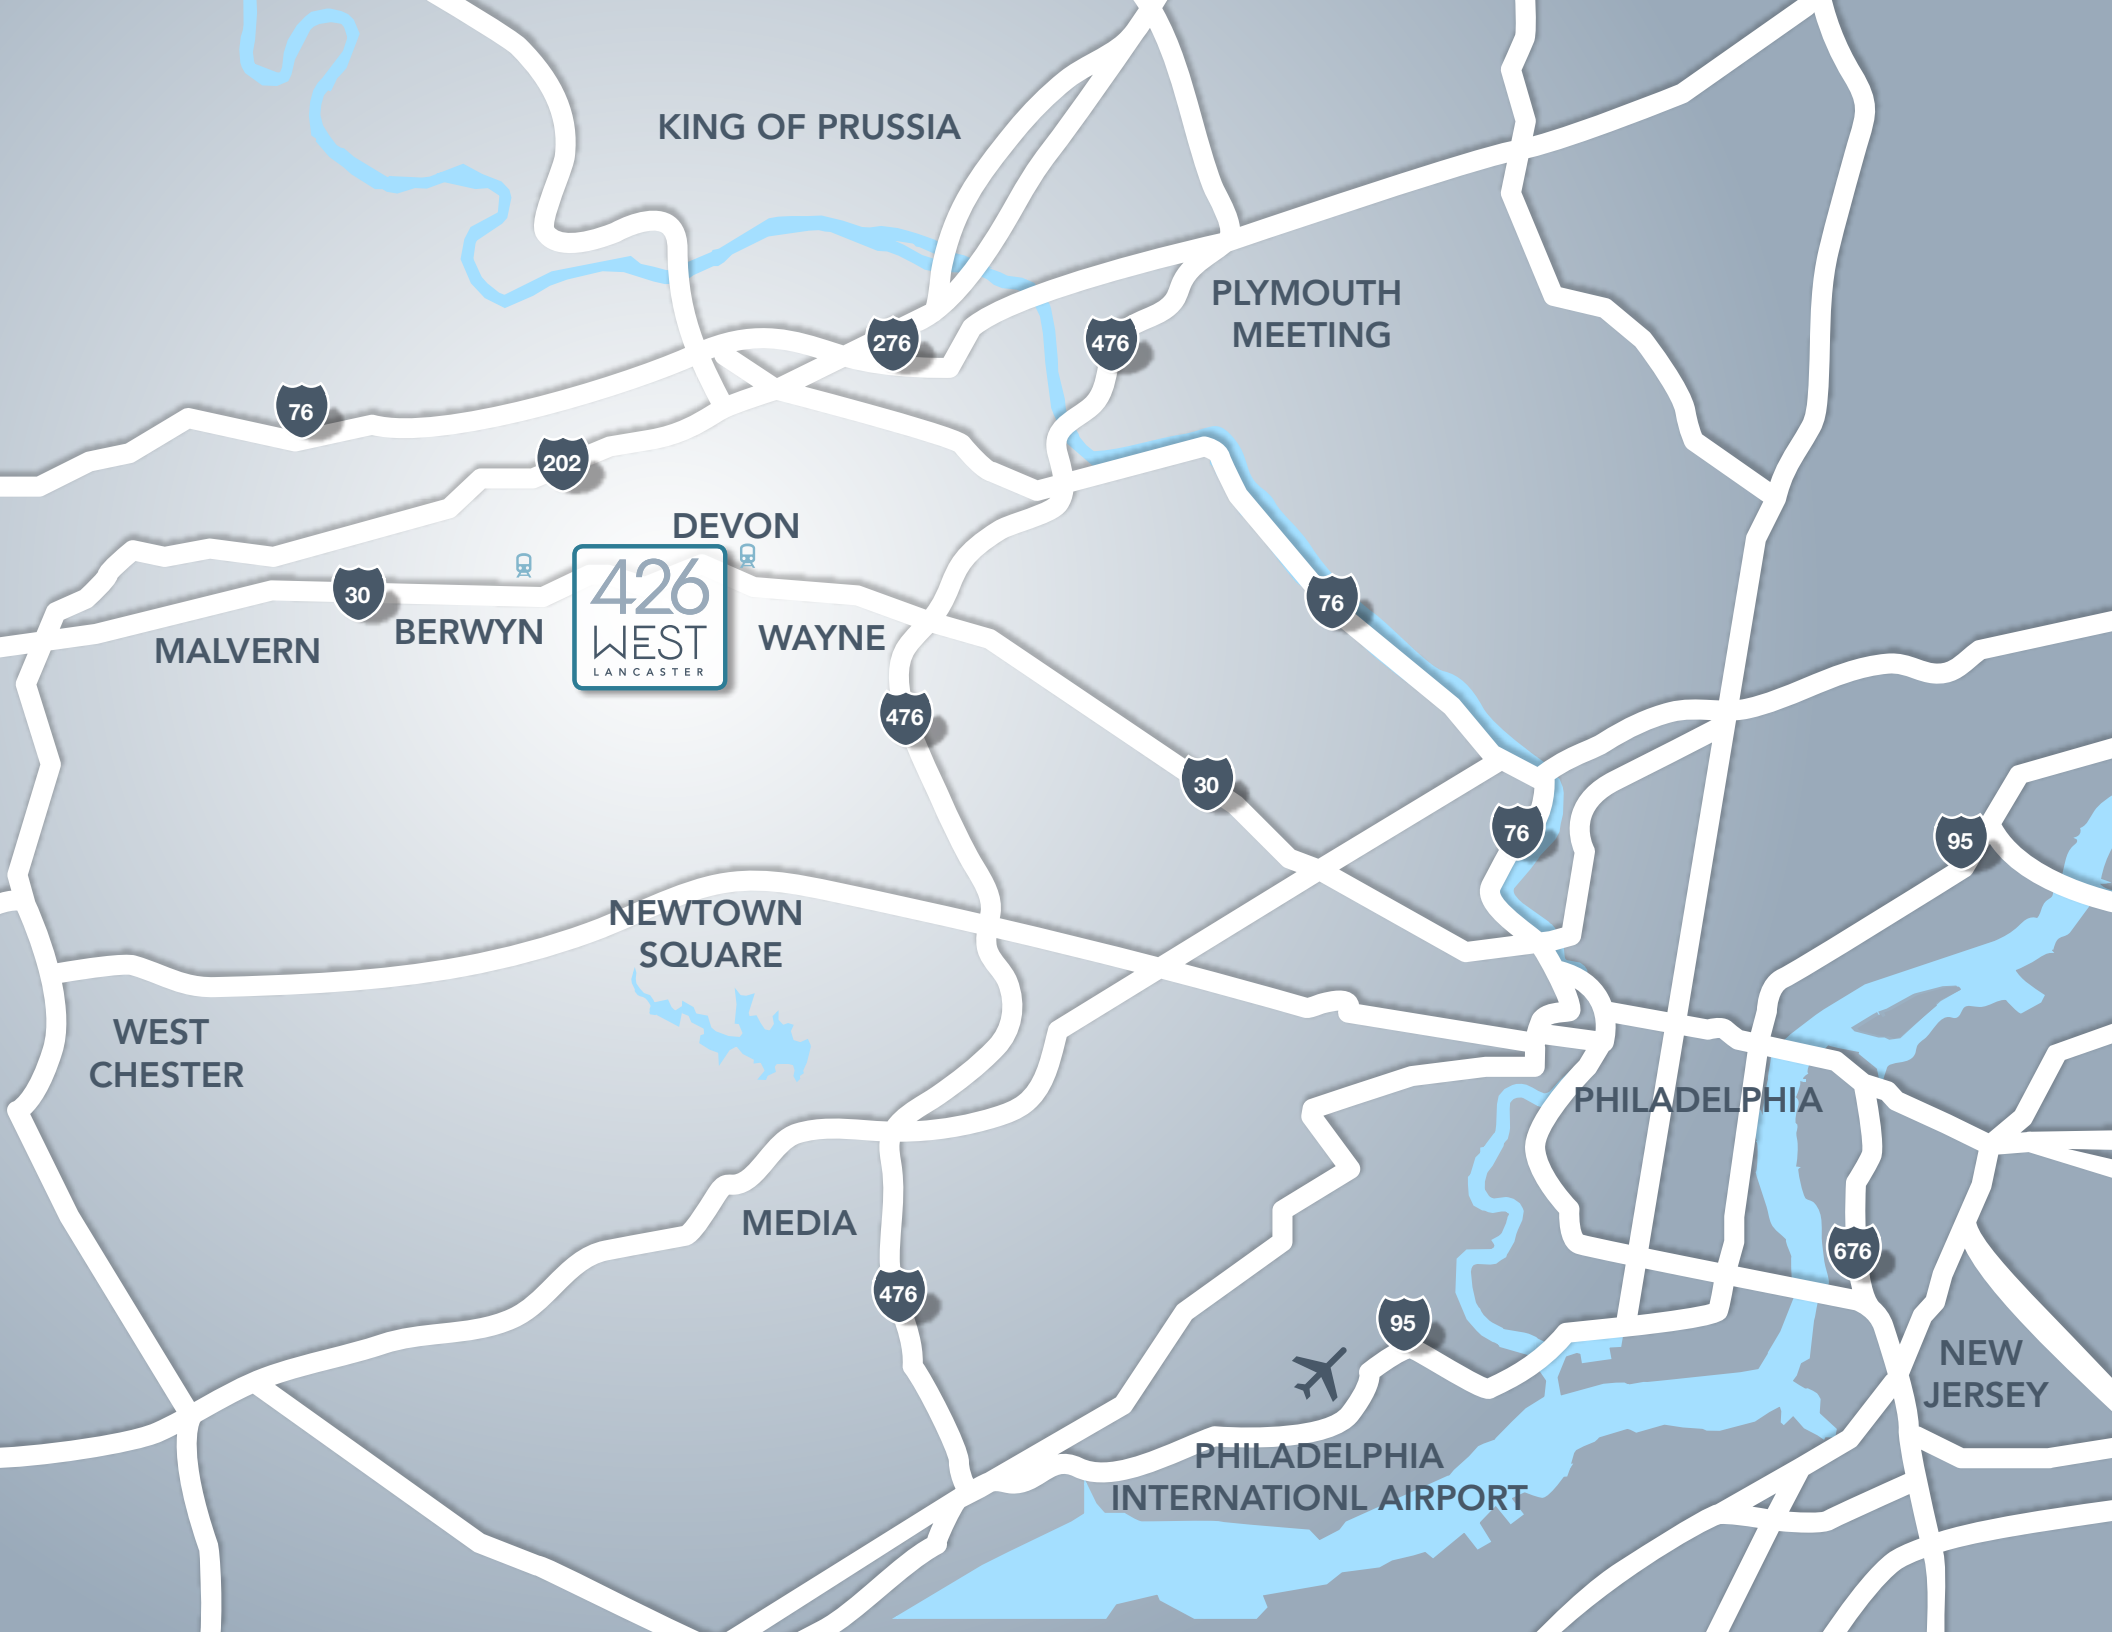 KING OF PRUSSIA
PLYMOUTH
MEETING
276
476
76
202
DEVON
426
WEST
LANCASTER
30
MALVERN
BERWYN
WAYNE
76
476
30
76
95
NEWTOWN
SQUARE
WEST
CHESTER
PHILADELPHIA
MEDIA
676
476
95
NEW
JERSEY
PHILADELPHIA
INTERNATIONL AIRPORT